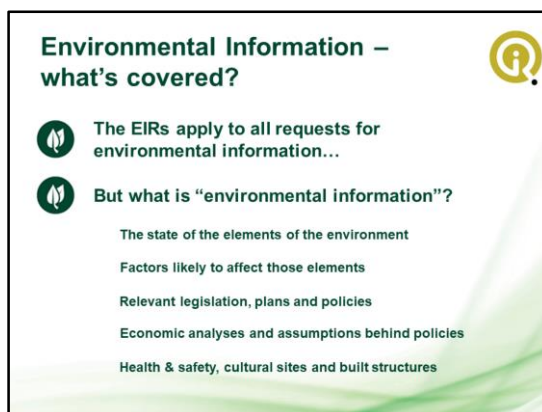 Environmental Information –
what's covered?
The EIRs apply to all requests for
environmental information…
But what is "environmental information"?
The state of the elements of the environment
Factors likely to affect those elements
Relevant legislation, plans and policies
Economic analyses and assumptions behind policies
Health & safety, cultural sites and built structures